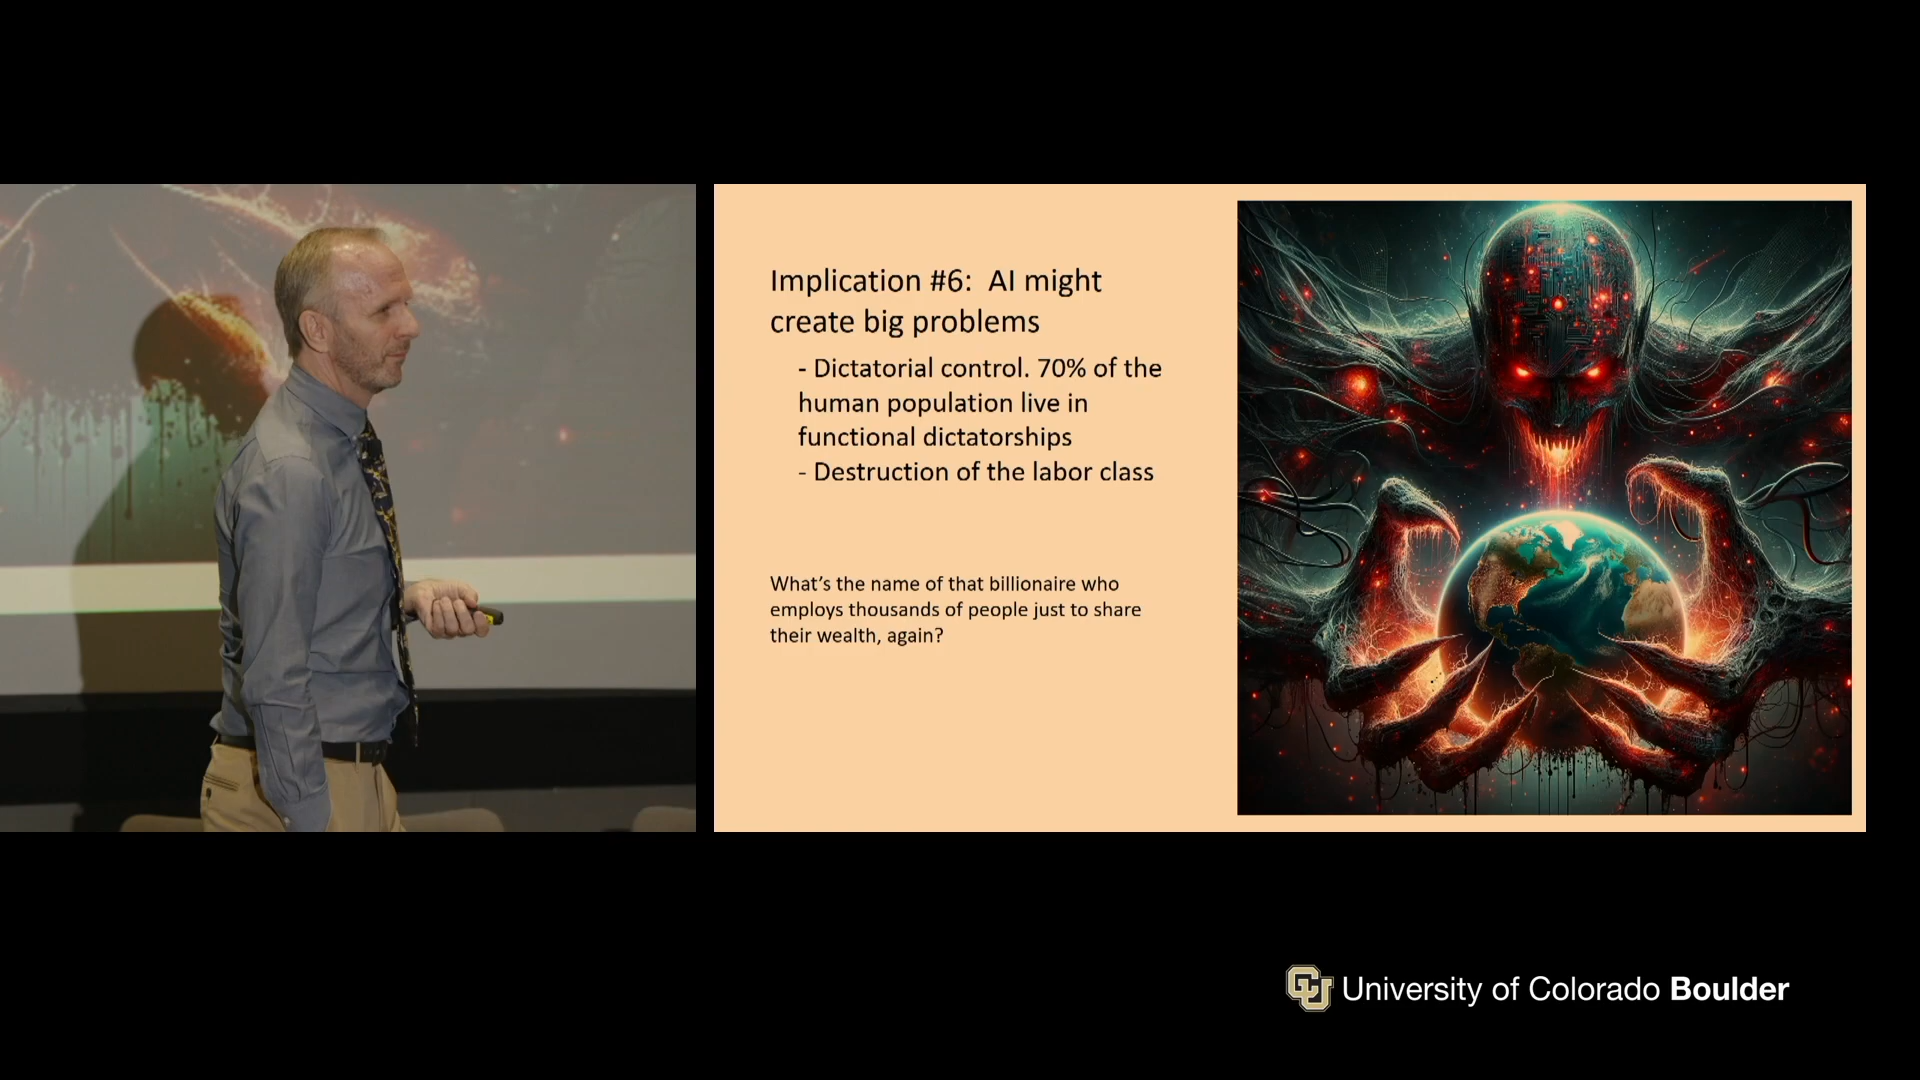 Implication #6:  AI might
create big problems
- Dictatorial control. 70% of the
human population live in
functional dictatorships
- Destruction of the labor class
What’s the name of that billionaire who
employs thousands of people just to share
their wealth, again?
CU University of Colorado Boulder